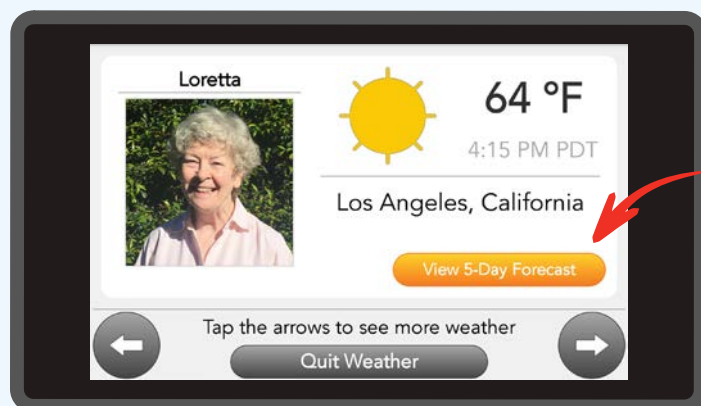 Loretta
64 °F
4:15 PM PDT
Los Angeles, California
View 5-Day Forecast
Tap the arrows to see more weather
Quit Weather